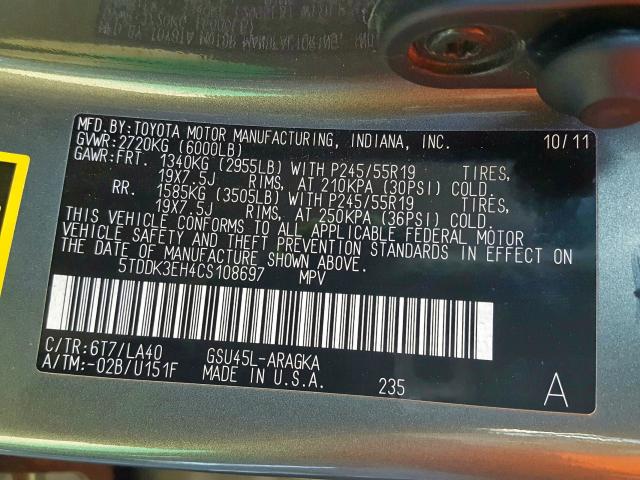 MFD.BY:TOYOTA MOTOR MANUFACTURING, INDIANA, INC. 10/11
GVWR:2720KG (6000LB)
GAWR:FRT. 1340KG (2955LB) WITH P245/55R19 TIRES,
19X7.5J RIMS, AT 210KPA (30PSI) COLD.
RR. 1585KG (3505LB) WITH P245/55R19 TIRES,
19X7.5J RIMS, AT 250KPA (36PSI) COLD.
THIS VEHICLE CONFORMS TO ALL APPLICABLE FEDERAL MOTOR
VEHICLE SAFETY AND THEFT PREVENTION STANDARDS IN EFFECT ON
THE DATE OF MANUFACTURE SHOWN ABOVE.
5TDDK3EH4CS108697 MPV
C/TR:6T7/LA40 GSU45L-ARAGKA
A/TM:-02B/U151F MADE IN U.S.A. 235 A